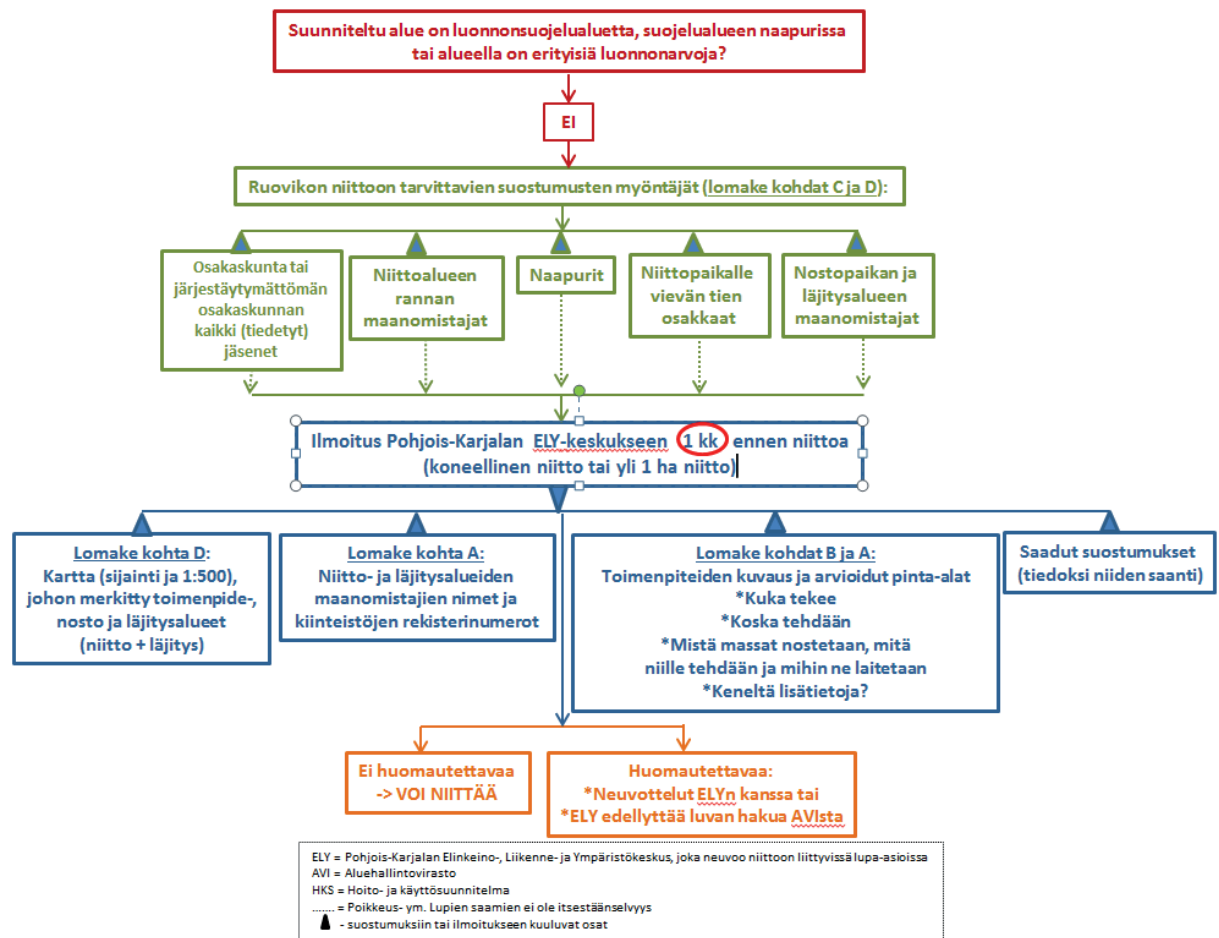 Suunniteltu alue on luonnonsuojelualuetta, suojelualueen naapurissa
tai alueella on erityisiä luonnonarvoja?
EI
Ruovikon niittoon tarvittavien suostumusten myöntäjät (lomake kohdat C ja D):
Osakaskunta tai
järjestäytymättömän
osakaskunnan
kaikki (tiedetyt)
jäsenet
Niittoalueen
rannan
maanomistajat
Naapurit
Niittopaikalle
vievän tien
osakkaat
Nostopaikan ja
läjitysalueen
maanomistajat
Ilmoitus Pohjois-Karjalan ELY-keskukseen 1 kk ennen niittoa
(koneellinen niitto tai yli 1 ha niitto)
Lomake kohta D:
Kartta (sijainti ja 1:500),
johon merkitty toimenpide-,
nosto ja läjitysalueet
(niitto + läjitys)
Lomake kohta A:
Niitto- ja läjitysalueiden
maanomistajien nimet ja
kiinteistöjen rekisterinumerot
Lomake kohdat B ja A:
Toimenpiteiden kuvaus ja arvioidut pinta-alat
*Kuka tekee
*Koska tehdään
*Mistä massat nostetaan, mitä
niille tehdään ja mihin ne laitetaan
*Keneltä lisätietoja?
Saadut suostumukset
(tiedoksi niiden saanti)
Ei huomautettavaa
-> VOI NIITTÄÄ
Huomautettavaa:
*Neuvottelut ELYn kanssa tai
*ELY edellyttää luvan hakua AVIsta
ELY = Pohjois-Karjalan Elinkeino-, Liikenne- ja Ympäristökeskus, joka neuvoo niittoon liittyvissä lupa-asioissa
AVI = Aluehallintovirasto
HKS = Hoito- ja käyttösuunnitelma
....... = Poikkeus- ym. Lupien saamien ei ole itsestäänselvyys
- suostumuksiin tai ilmoitukseen kuuluvat osat